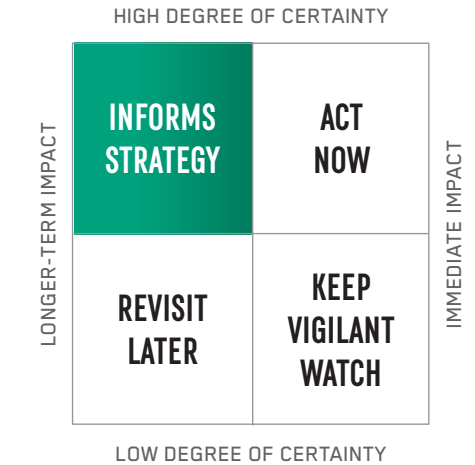 HIGH DEGREE OF CERTAINTY
LONGER-TERM IMPACT
INFORMS
STRATEGY
ACT
NOW
IMMEDIATE IMPACT
REVISIT
LATER
KEEP
VIGILANT
WATCH
LOW DEGREE OF CERTAINTY